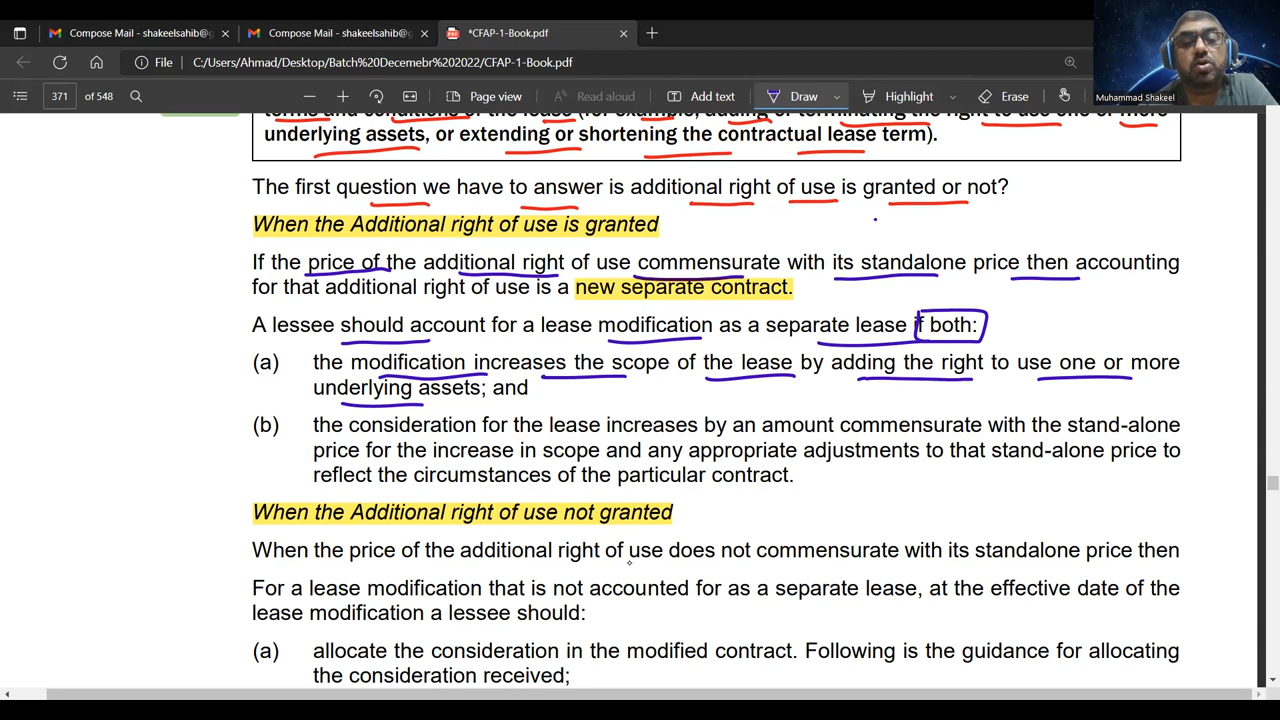 Compose Mail - shakeelsahib@g
Compose Mail - shakeelsahib@g
*CFAP-1-Book.pdf
File
C:/Users/Ahmad/Desktop/Batch%20Decemebr%202022/CFAP-1-Book.pdf
371 of 548
Page view
Read aloud
Add text
Draw
Highlight
Erase
Muhammad Shakeel
underlying assets, or extending or shortening the contractual lease term).
The first question we have to answer is additional right of use is granted or not?
When the Additional right of use is granted
If the price of the additional right of use commensurate with its standalone price then accounting
for that additional right of use is a new separate contract.
A lessee should account for a lease modification as a separate lease if both:
(a) the modification increases the scope of the lease by adding the right to use one or more
underlying assets; and
(b) the consideration for the lease increases by an amount commensurate with the stand-alone
price for the increase in scope and any appropriate adjustments to that stand-alone price to
reflect the circumstances of the particular contract.
When the Additional right of use not granted
When the price of the additional right of use does not commensurate with its standalone price then
For a lease modification that is not accounted for as a separate lease, at the effective date of the
lease modification a lessee should:
(a) allocate the consideration in the modified contract. Following is the guidance for allocating
the consideration received;